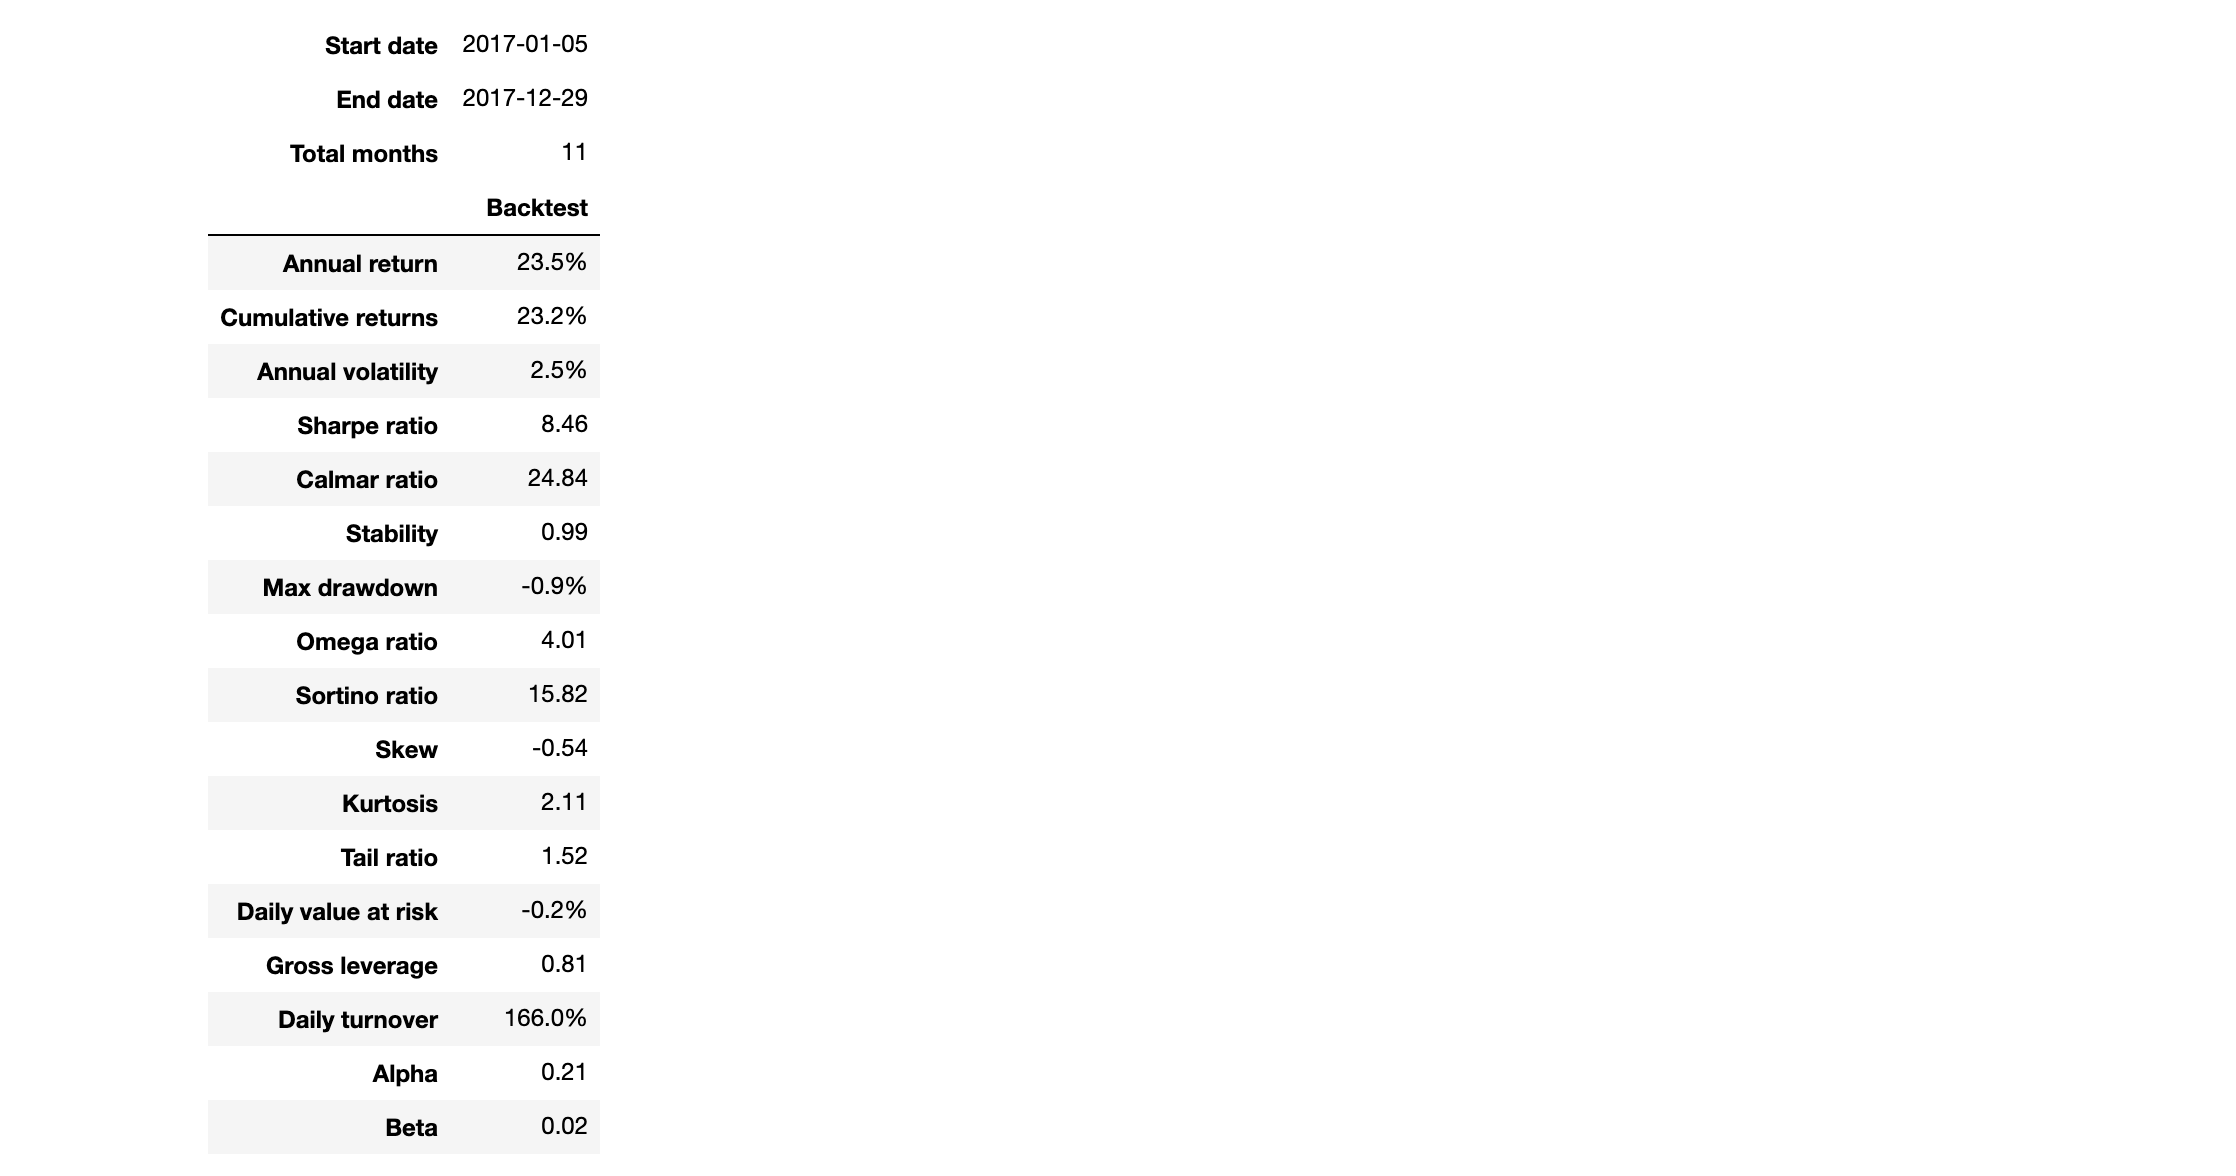 Start date 2017-01-05
End date 2017-12-29
Total months 11
Backtest
Annual return 23.5%
Cumulative returns 23.2%
Annual volatility 2.5%
Sharpe ratio 8.46
Calmar ratio 24.84
Stability 0.99
Max drawdown -0.9%
Omega ratio 4.01
Sortino ratio 15.82
Skew -0.54
Kurtosis 2.11
Tail ratio 1.52
Daily value at risk -0.2%
Gross leverage 0.81
Daily turnover 166.0%
Alpha 0.21
Beta 0.02